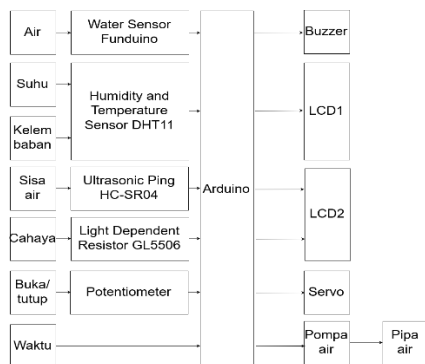 Air
Water Sensor
Funduino
Buzzer
Suhu
Humidity and
Temperature
Sensor DHT11
LCD1
Kelem
baban
Sisa
air
Ultrasonic Ping
HC-SR04
Arduino
LCD2
Cahaya
Light Dependent
Resistor GL5506
Buka/
tutup
Potentiometer
Servo
Waktu
Pompa
air
Pipa
air